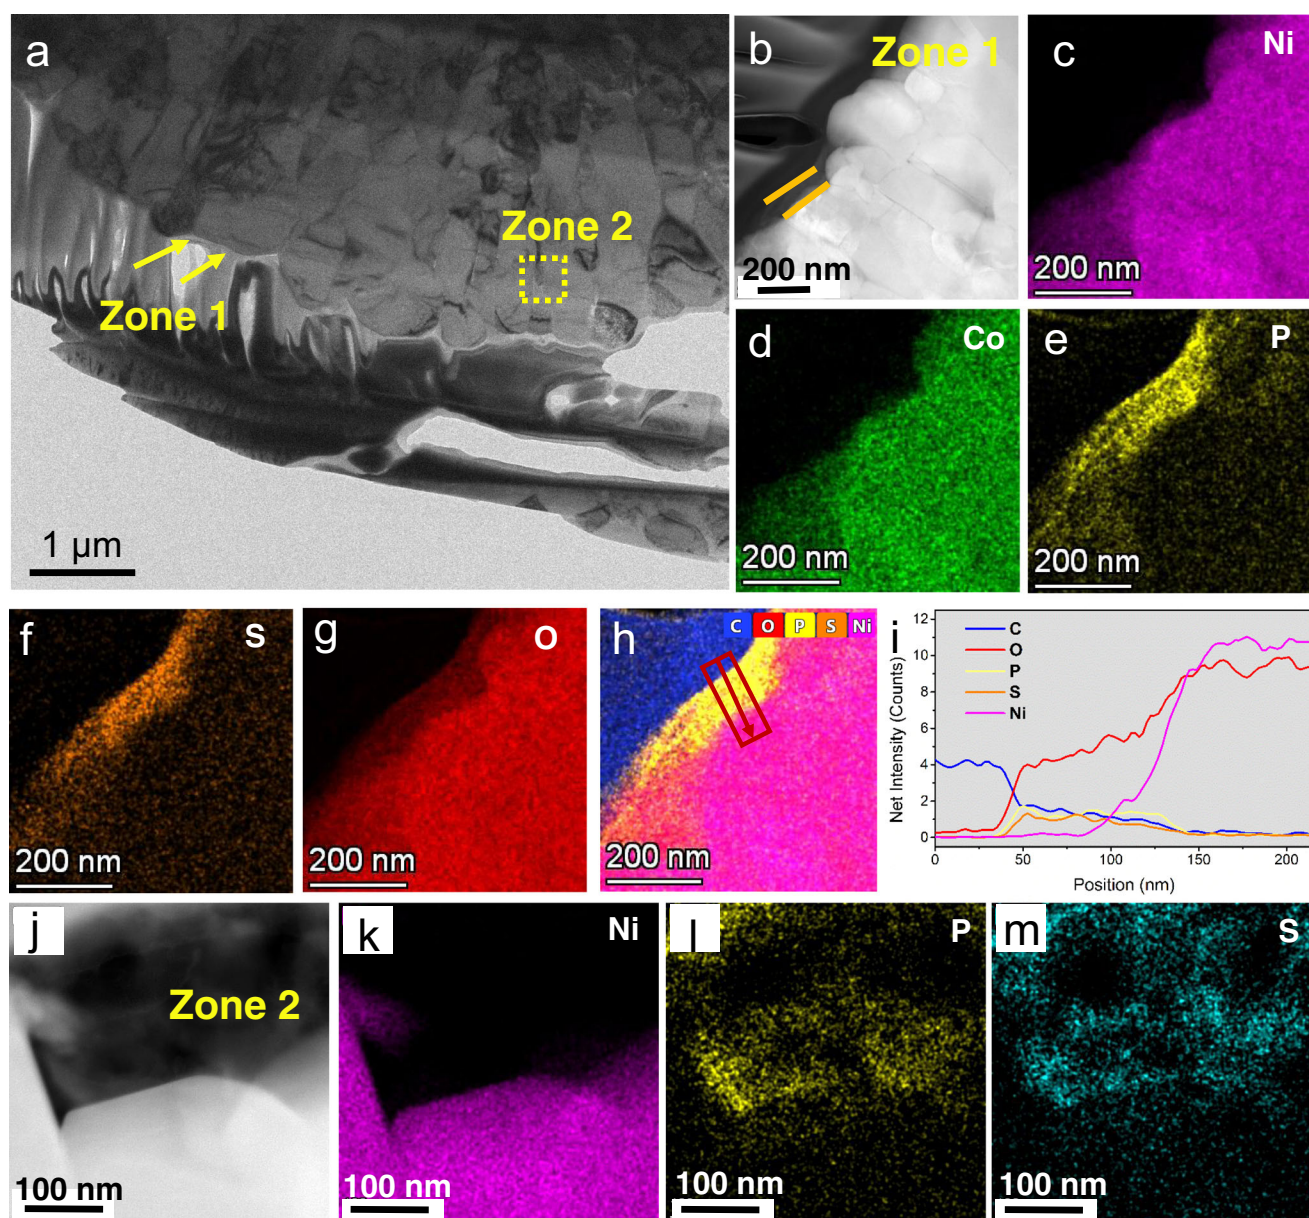 a
Zone 1
Zone 2
1 μm
b
Zone 1
200 nm
c
Ni
200 nm
d
Co
200 nm
e
P
200 nm
f
S
200 nm
g
O
200 nm
h
C O P S Ni
200 nm
i
12
10
8
6
4
2
0
Net Intensity (Counts)
C
O
P
S
Ni
0 50 100 150 200
Position (nm)
j
Zone 2
100 nm
k
Ni
100 nm
l
P
100 nm
m
S
100 nm